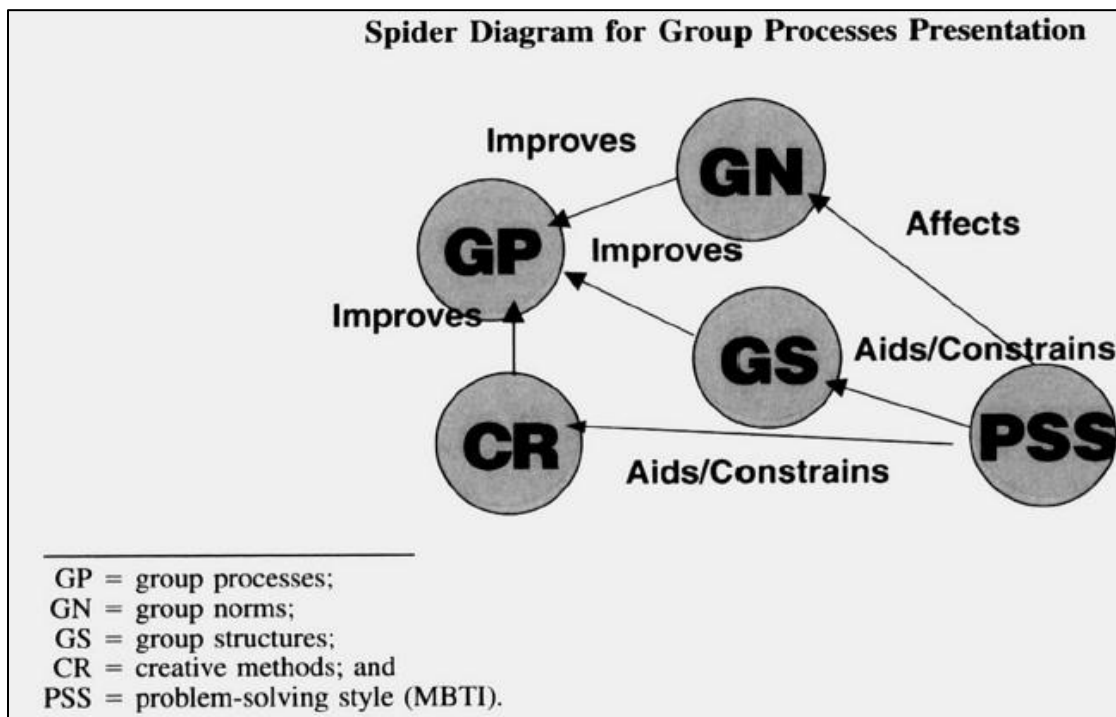 Spider Diagram for Group Processes Presentation
Improves
GN
Affects
GP
Improves
Improves
GS
Aids/Constrains
CR
PSS
Aids/Constrains
GP = group processes;
GN = group norms;
GS = group structures;
CR = creative methods; and
PSS = problem-solving style (MBTI).